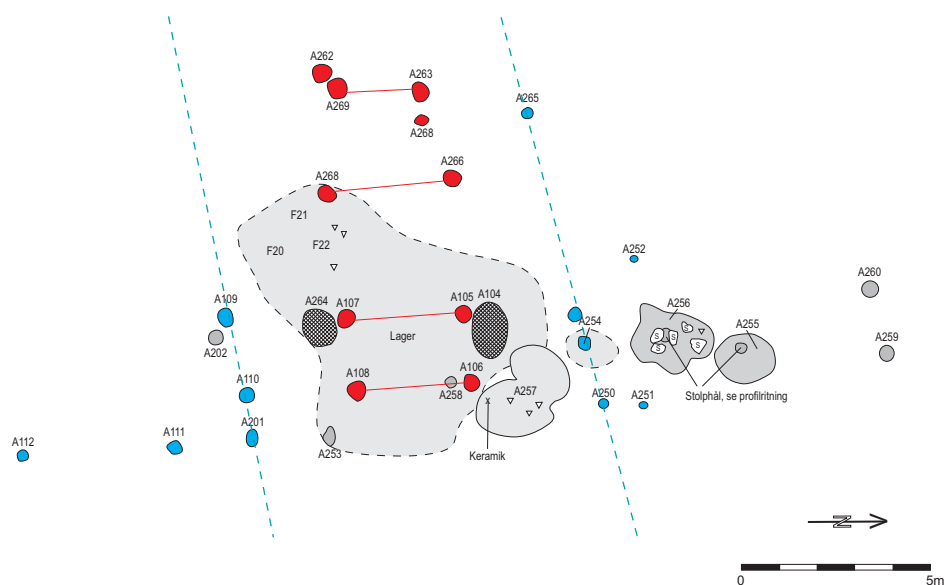 A262
A263
A269
A265
A268
A266
A268
F21
F20
F22
A252
A260
A109
A264
A107
A105
A104
A256
A254
A255
Lager
A202
A259
S
S
S
S
S
A108
A106
A110
A258
A257
x
Stolphål, se profilritning
A250
A251
A201
A111
A112
A253
Keramik
N
0
5m